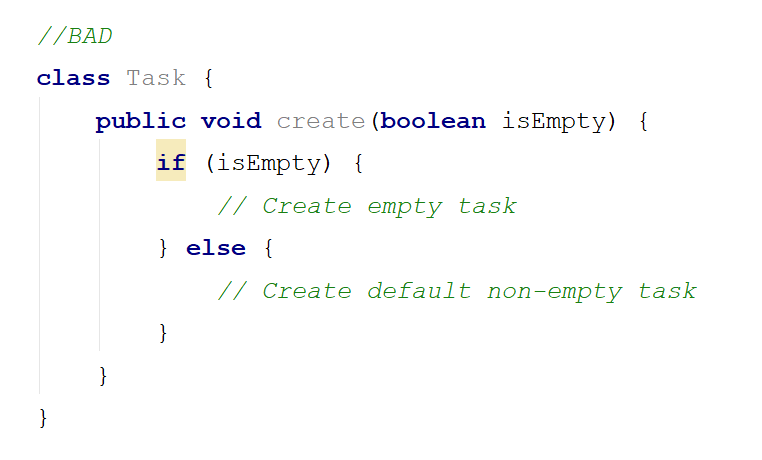 //BAD
class Task {
    public void create(boolean isEmpty) {
        if (isEmpty) {
            // Create empty task
        } else {
            // Create default non-empty task
        }
    }
}